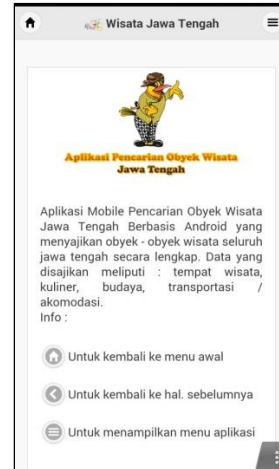 Wisata Jawa Tengah
Aplikasi Pencarian Obyek Wisata
Jawa Tengah
Aplikasi Mobile Pencarian Obyek Wisata
Jawa Tengah Berbasis Android yang
menyajikan obyek - obyek wisata seluruh
jawa tengah secara lengkap. Data yang
disajikan meliputi : tempat wisata,
kuliner, budaya, transportasi /
akomodasi.
Info :
Untuk kembali ke menu awal
Untuk kembali ke hal. sebelumnya
Untuk menampilkan menu aplikasi